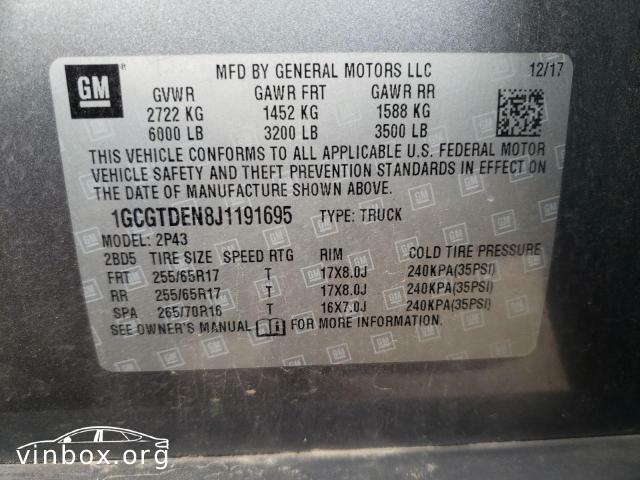 GM
MFD BY GENERAL MOTORS LLC 12/17
GVWR GAWR FRT GAWR RR
2722 KG 1452 KG 1588 KG
6000 LB 3200 LB 3500 LB
THIS VEHICLE CONFORMS TO ALL APPLICABLE U.S. FEDERAL MOTOR
VEHICLE SAFETY AND THEFT PREVENTION STANDARDS IN EFFECT ON
THE DATE OF MANUFACTURE SHOWN ABOVE.
1GCGTDEN8J1191695 TYPE: TRUCK
MODEL: 2P43
2BD5 TIRE SIZE SPEED RTG RIM COLD TIRE PRESSURE
FRT 255/65R17 T 17X8.0J 240KPA(35PSI)
RR 255/65R17 T 17X8.0J 240KPA(35PSI)
SPA 265/70R16 T 16X7.0J 240KPA(35PSI)
SEE OWNER'S MANUAL FOR MORE INFORMATION.
vinbox.org